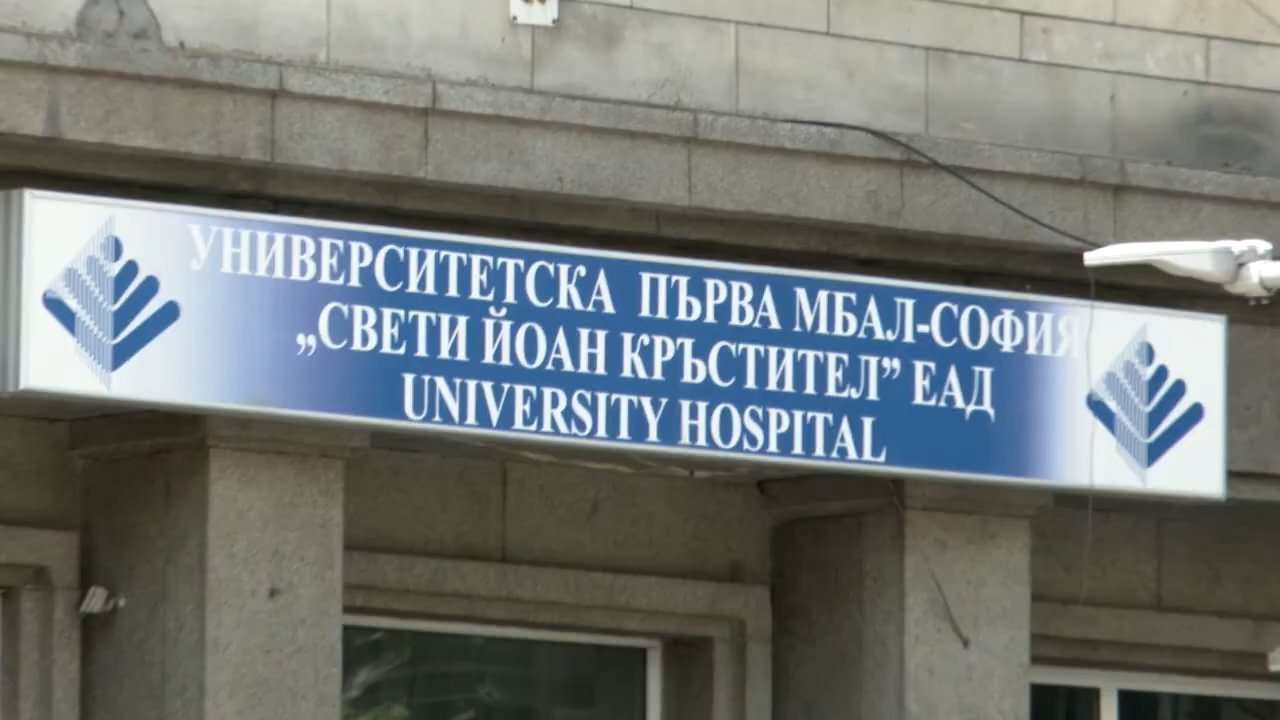 УНИВЕРСИТЕТСКА ПЪРВА МБАЛ-СОФИЯ
„СВЕТИ ЙОАН КРЪСТИТЕЛ” ЕАД
UNIVERSITY HOSPITAL